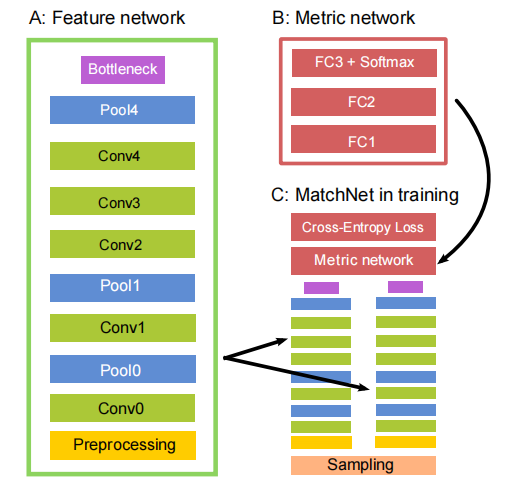 A: Feature network
Bottleneck
Pool4
Conv4
Conv3
Conv2
Pool1
Conv1
Pool0
Conv0
Preprocessing
B: Metric network
FC3 + Softmax
FC2
FC1
C: MatchNet in training
Cross-Entropy Loss
Metric network
Sampling